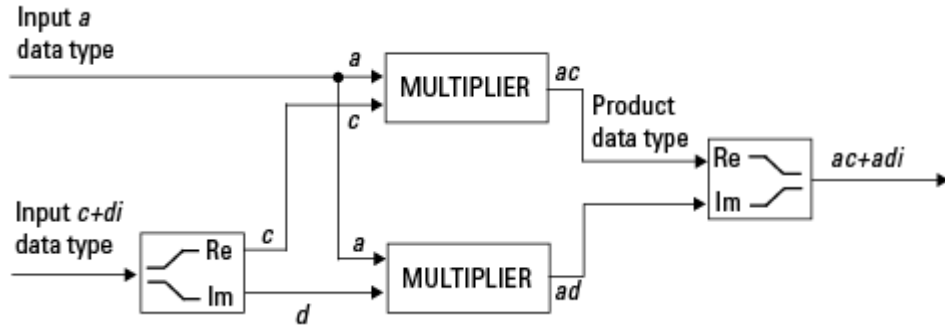 Input a
data type
a
MULTIPLIER
ac
c
Product
data type
Re
Im
ac+adi
Input c+di
data type
Re
Im
c
d
a
MULTIPLIER
ad